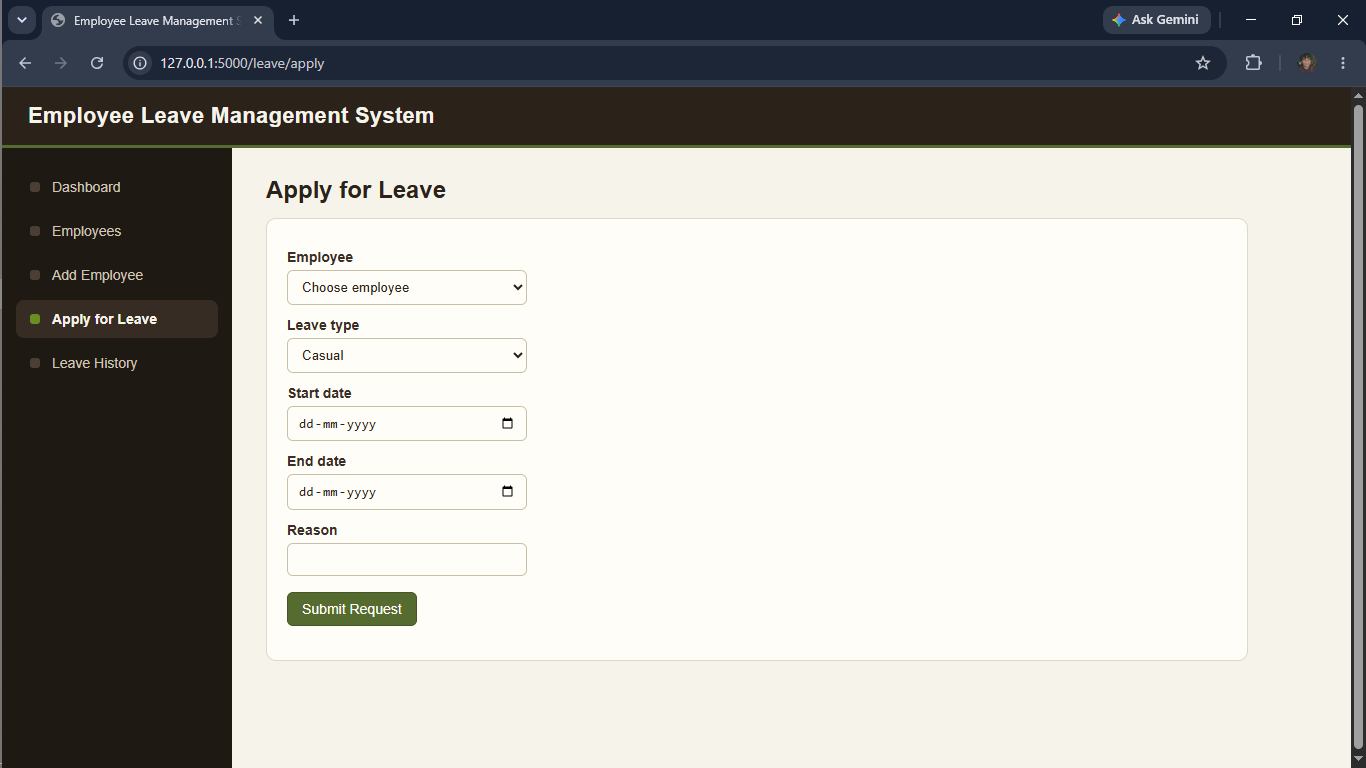 Employee Leave Management S
Ask Gemini
127.0.0.1:5000/leave/apply
Employee Leave Management System
Dashboard
Employees
Add Employee
Apply for Leave
Leave History
Apply for Leave
Employee
Choose employee
Leave type
Casual
Start date
dd-mm-yyyy
End date
dd-mm-yyyy
Reason
Submit Request